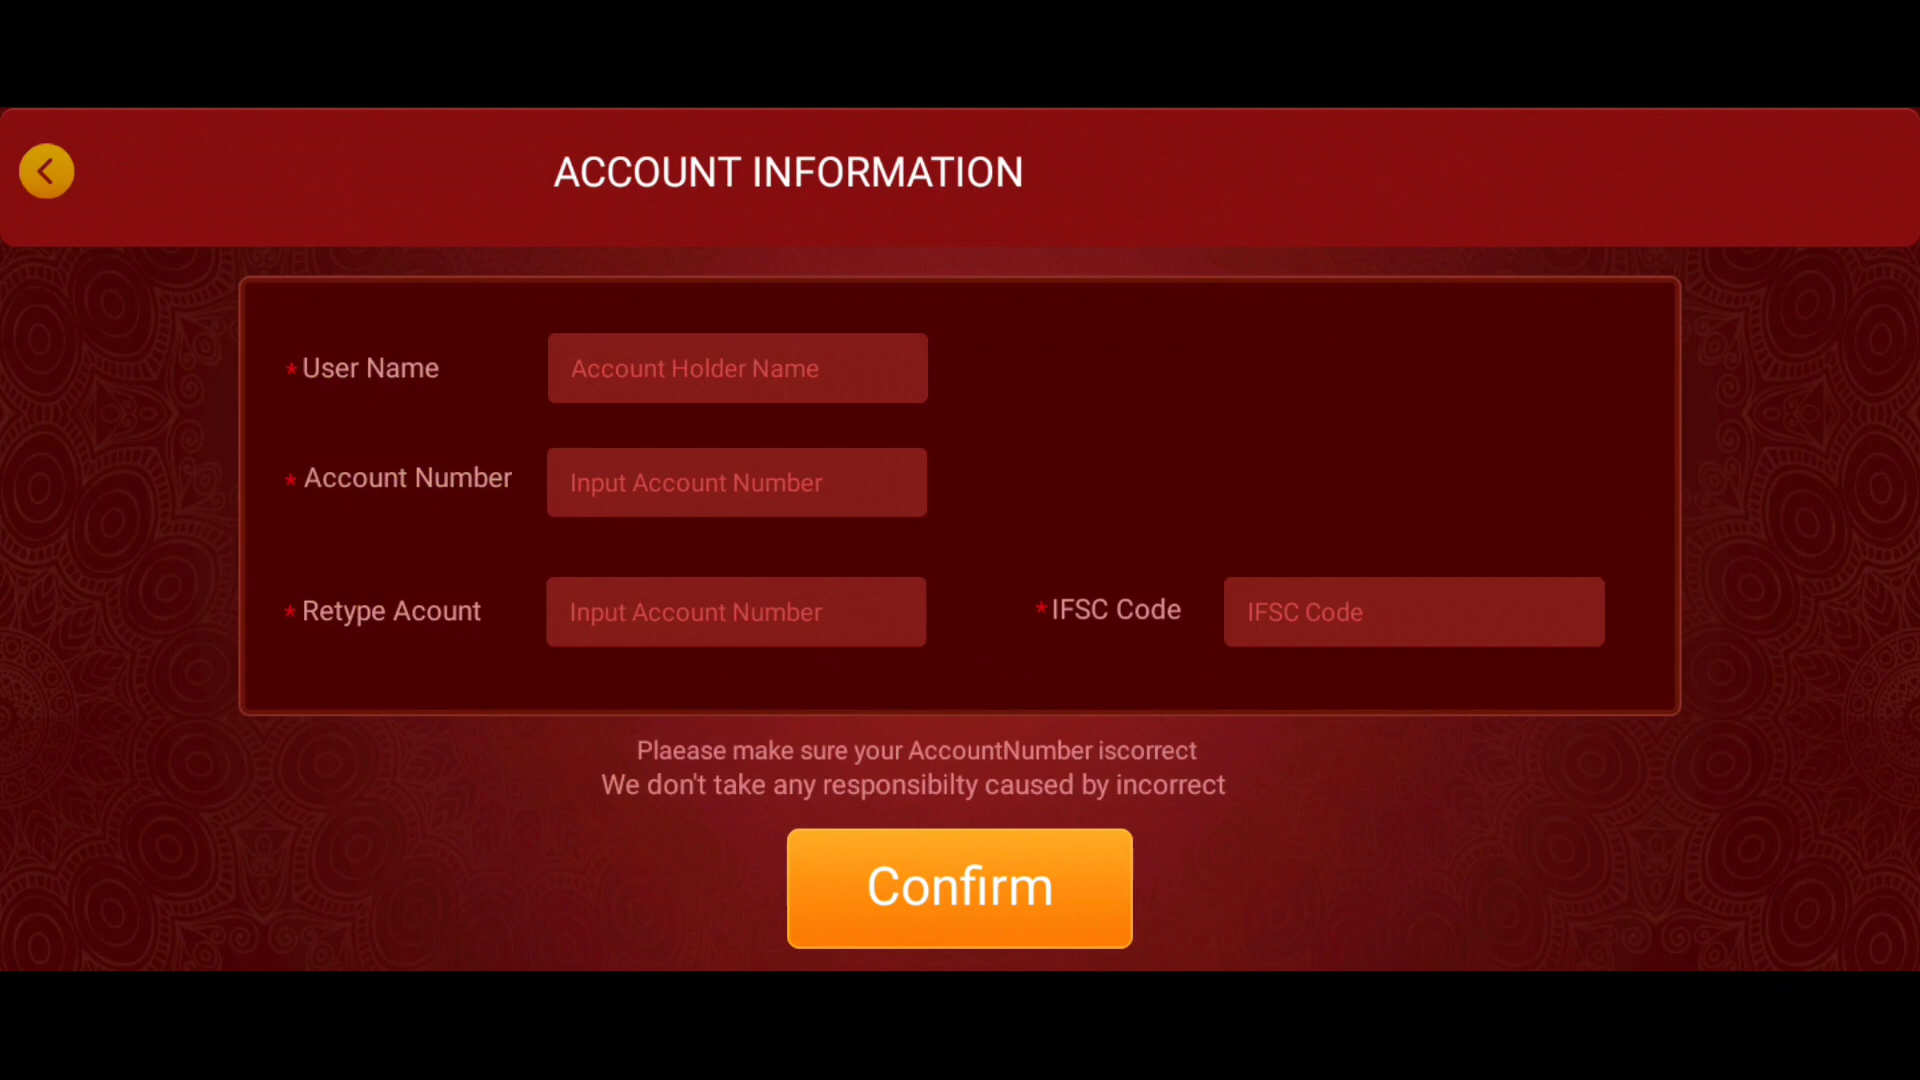 ACCOUNT INFORMATION
* User Name
Account Holder Name
* Account Number
Input Account Number
* Retype Acount
Input Account Number
* IFSC Code
IFSC Code
Plaease make sure your AccountNumber iscorrect
We don't take any responsibilty caused by incorrect
Confirm